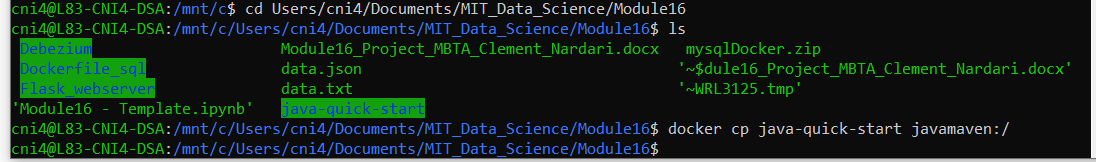 cni4@L83-CNI4-DSA:/mnt/c$ cd Users/cni4/Documents/MIT_Data_Science/Module16
cni4@L83-CNI4-DSA:/mnt/c/Users/cni4/Documents/MIT_Data_Science/Module16$ ls
Debezium Module16_Project_MBTA_Clement_Nardari.docx mysqlDocker.zip
Dockerfile_sql data.json '~$dule16_Project_MBTA_Clement_Nardari.docx'
Flask_webserver data.txt '~WRL3125.tmp'
'Module16 - Template.ipynb' java-quick-start
cni4@L83-CNI4-DSA:/mnt/c/Users/cni4/Documents/MIT_Data_Science/Module16$ docker cp java-quick-start javamaven:/
cni4@L83-CNI4-DSA:/mnt/c/Users/cni4/Documents/MIT_Data_Science/Module16$